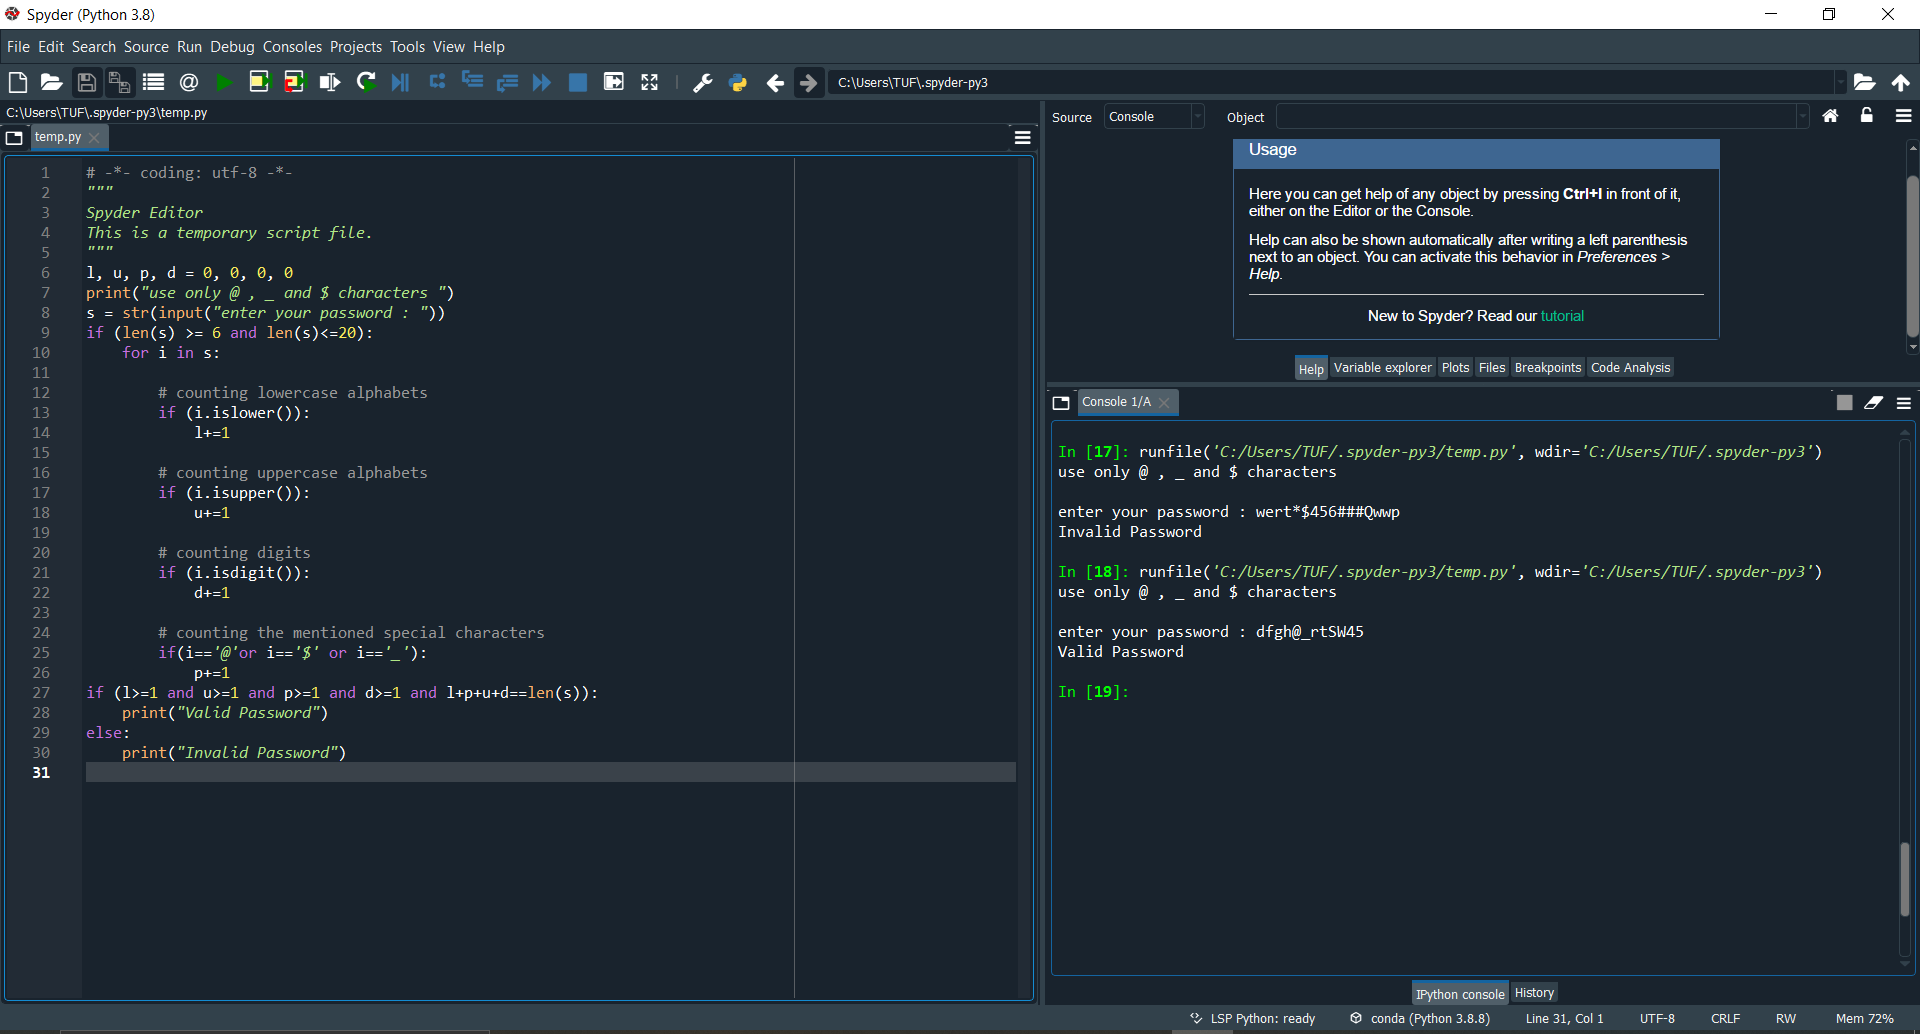 Spyder (Python 3.8)
File Edit Search Source Run Debug Consoles Projects Tools View Help
C:\Users\TUF\.spyder-py3
C:\Users\TUF\.spyder-py3\temp.py
temp.py
1 # -*- coding: utf-8 -*-
2 """
3 Spyder Editor
4 This is a temporary script file.
5 """
6 l, u, p, d = 0, 0, 0, 0
7 print("use only @ , _ and $ characters ")
8 s = str(input("enter your password : "))
9 if (len(s) >= 6 and len(s)<=20):
10     for i in s:
11
12         # counting lowercase alphabets
13         if (i.islower()):
14             l+=1
15
16         # counting uppercase alphabets
17         if (i.isupper()):
18             u+=1
19
20         # counting digits
21         if (i.isdigit()):
22             d+=1
23
24         # counting the mentioned special characters
25         if(i=='@'or i=='$' or i=='_'):
26             p+=1
27 if (l>=1 and u>=1 and p>=1 and d>=1 and l+p+u+d==len(s)):
28     print("Valid Password")
29 else:
30     print("Invalid Password")
31
Source Console Object
Usage
Here you can get help of any object by pressing Ctrl+I in front of it,
either on the Editor or the Console.
Help can also be shown automatically after writing a left parenthesis
next to an object. You can activate this behavior in Preferences >
Help.
New to Spyder? Read our tutorial
Help Variable explorer Plots Files Breakpoints Code Analysis
Console 1/A
In [17]: runfile('C:/Users/TUF/.spyder-py3/temp.py', wdir='C:/Users/TUF/.spyder-py3')
use only @ , _ and $ characters
enter your password : wert*$456###Qwwp
Invalid Password
In [18]: runfile('C:/Users/TUF/.spyder-py3/temp.py', wdir='C:/Users/TUF/.spyder-py3')
use only @ , _ and $ characters
enter your password : dfgh@_rtSW45
Valid Password
In [19]:
IPython console History
LSP Python: ready conda (Python 3.8.8) Line 31, Col 1 UTF-8 CRLF RW Mem 72%